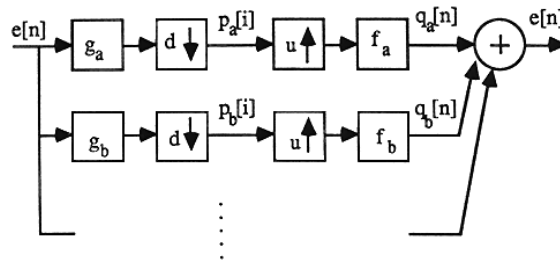 e[n] g_a d p_a[i] u f_a q_a[n] + e[n]
g_b d p_b[i] u f_b q_b[n]